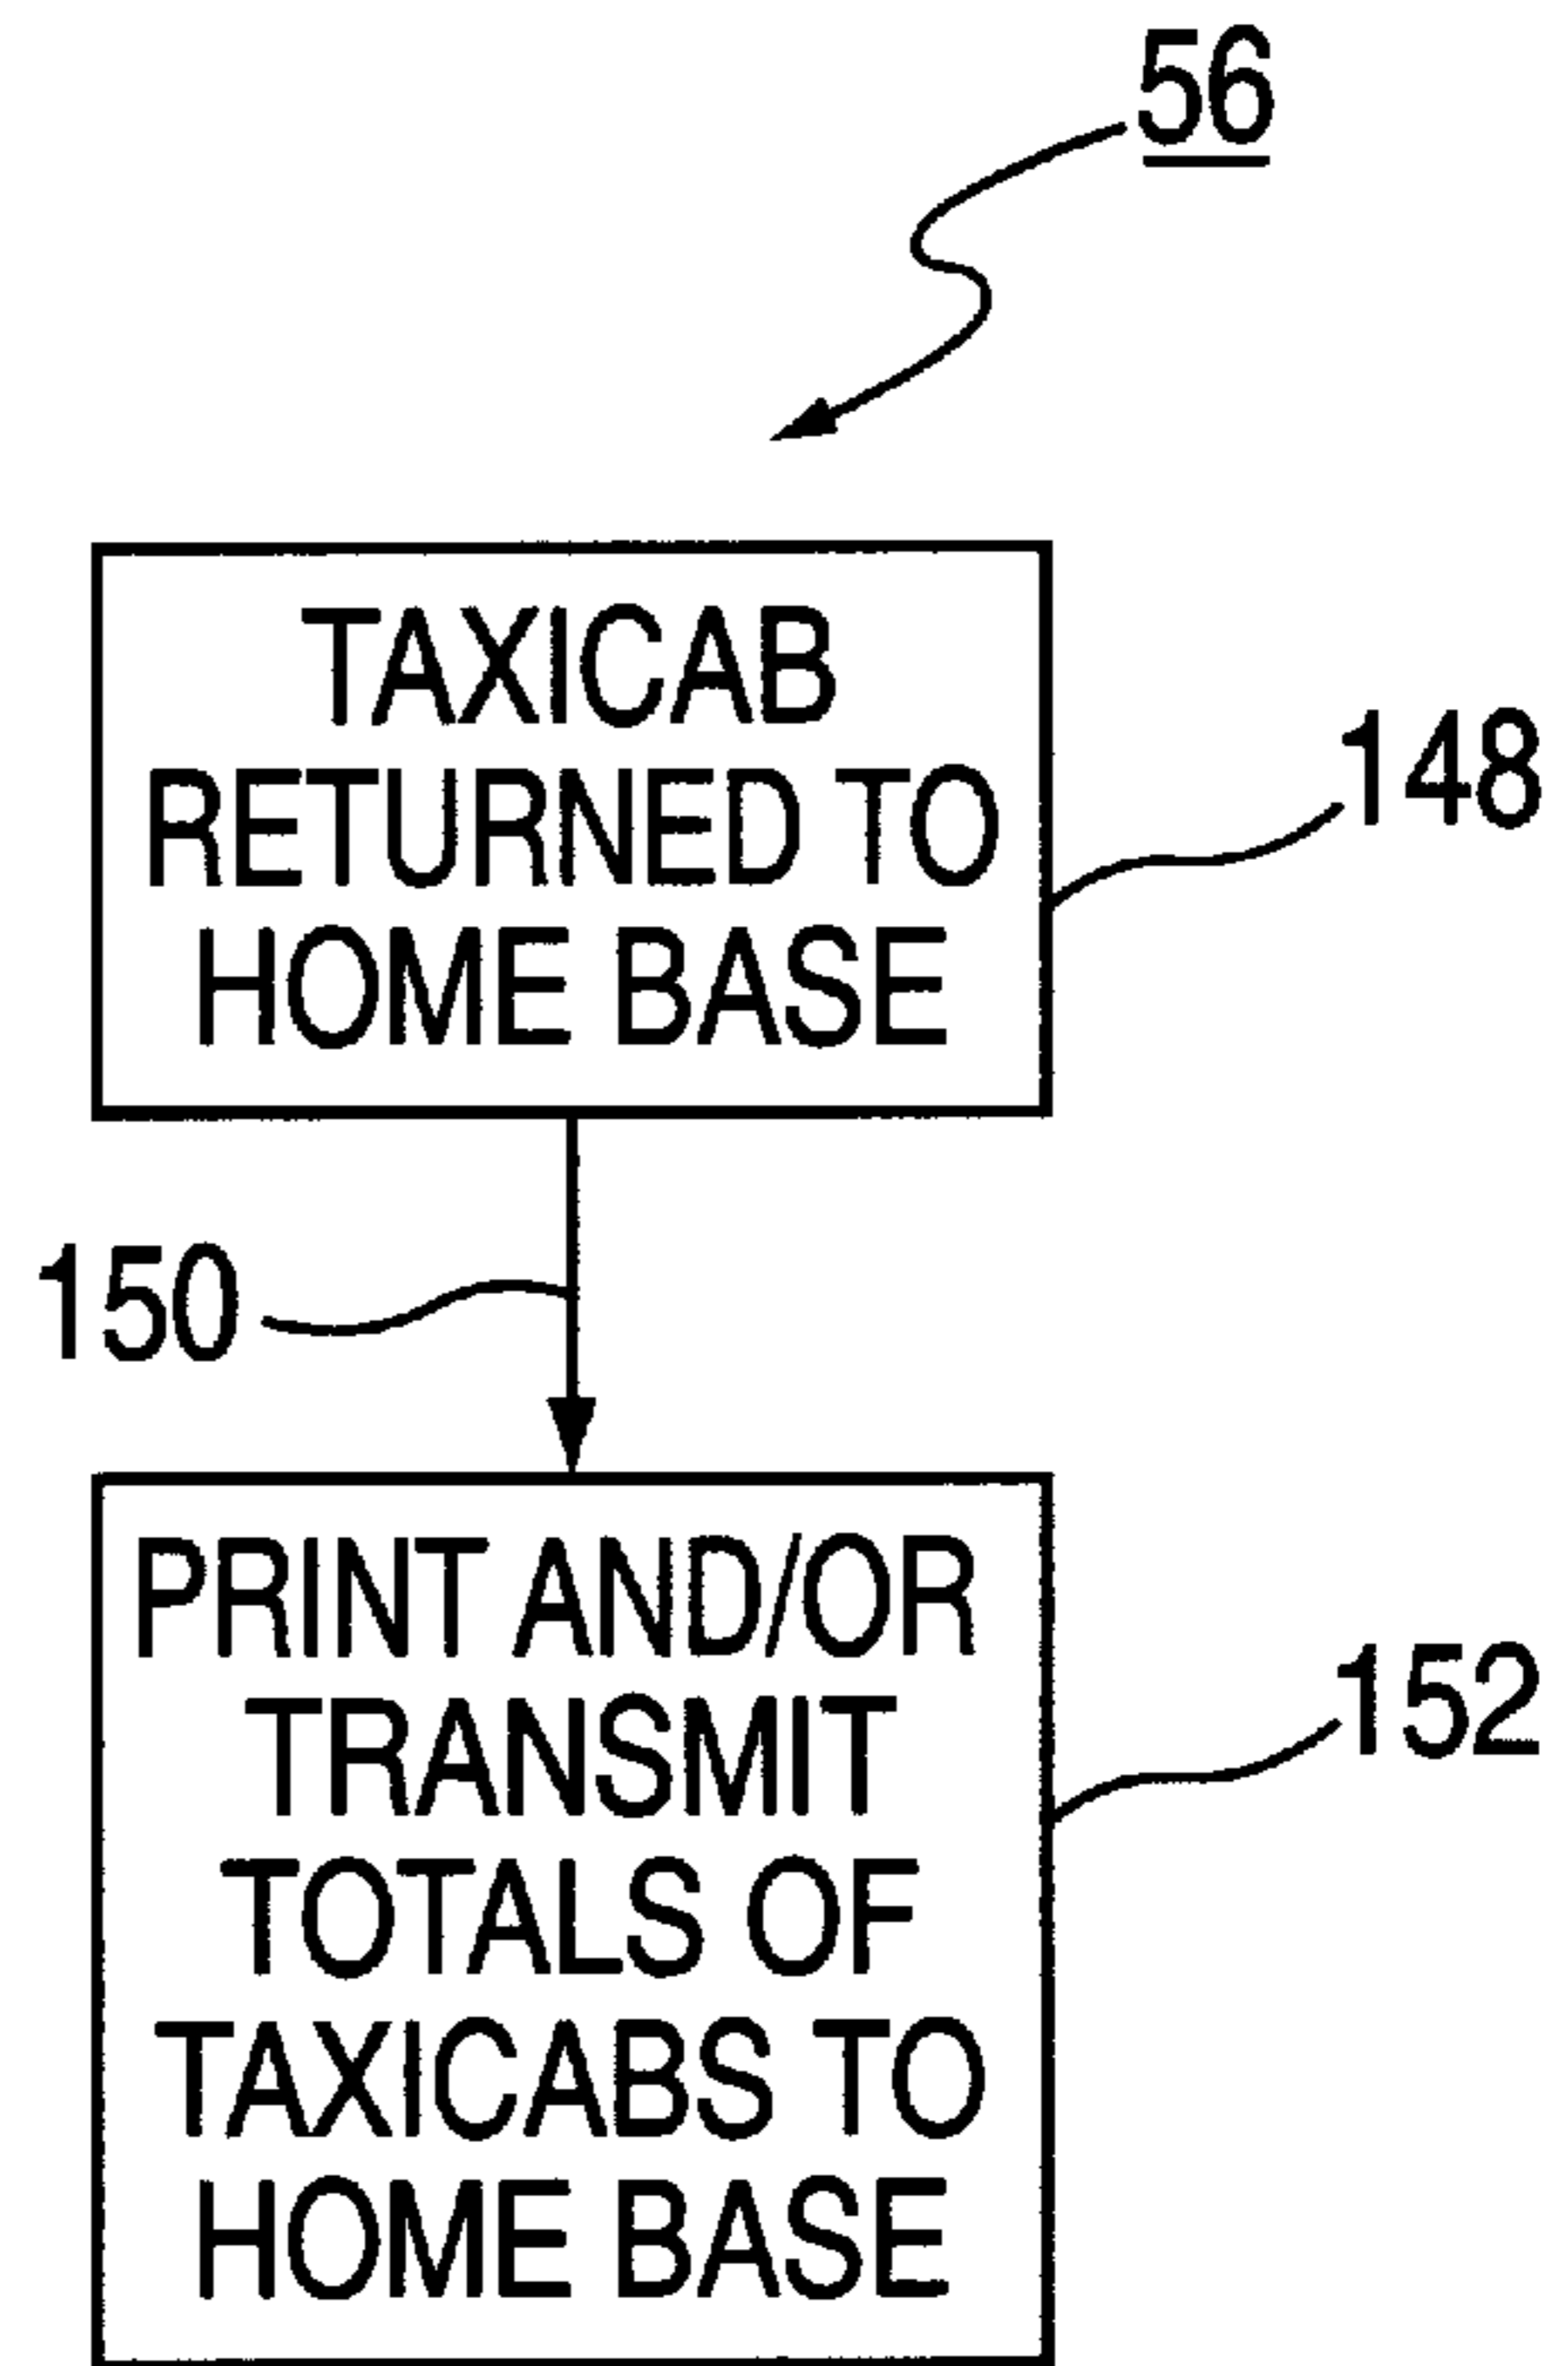 56
TAXICAB
RETURNED TO
HOME BASE
148
150
PRINT AND/OR
TRANSMIT
TOTALS OF
TAXICABS TO
HOME BASE
152